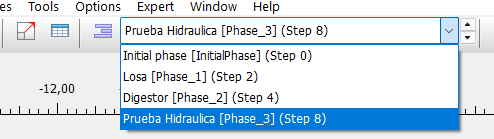 Tools Options Expert Window Help
Prueba Hidraulica [Phase_3] (Step 8)
Initial phase [InitialPhase] (Step 0)
Losa [Phase_1] (Step 2)
Digestor [Phase_2] (Step 4)
Prueba Hidraulica [Phase_3] (Step 8)
-12,00